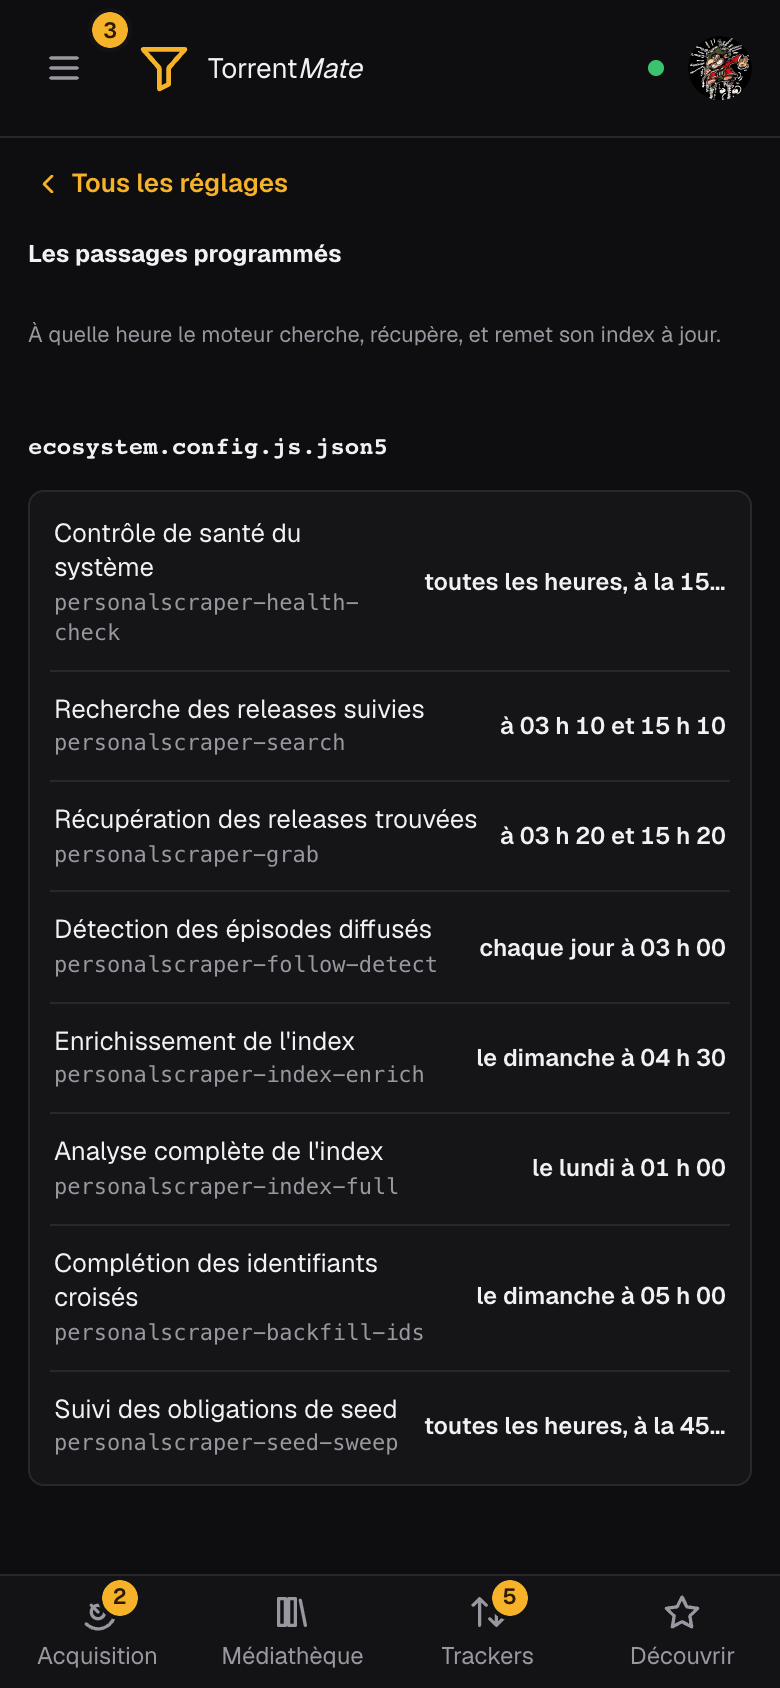 3
TorrentMate
Tous les réglages
Les passages programmés
À quelle heure le moteur cherche, récupère, et remet son index à jour.
ecosystem.config.js.json5
Contrôle de santé du
système
personalscraper-health-
check
toutes les heures, à la 15…
Recherche des releases suivies
personalscraper-search
à 03 h 10 et 15 h 10
Récupération des releases trouvées
personalscraper-grab
à 03 h 20 et 15 h 20
Détection des épisodes diffusés
personalscraper-follow-detect
chaque jour à 03 h 00
Enrichissement de l'index
personalscraper-index-enrich
le dimanche à 04 h 30
Analyse complète de l'index
personalscraper-index-full
le lundi à 01 h 00
Complétion des identifiants
croisés
personalscraper-backfill-ids
le dimanche à 05 h 00
Suivi des obligations de seed
personalscraper-seed-sweep
toutes les heures, à la 45…
2
5
Acquisition
Médiathèque
Trackers
Découvrir